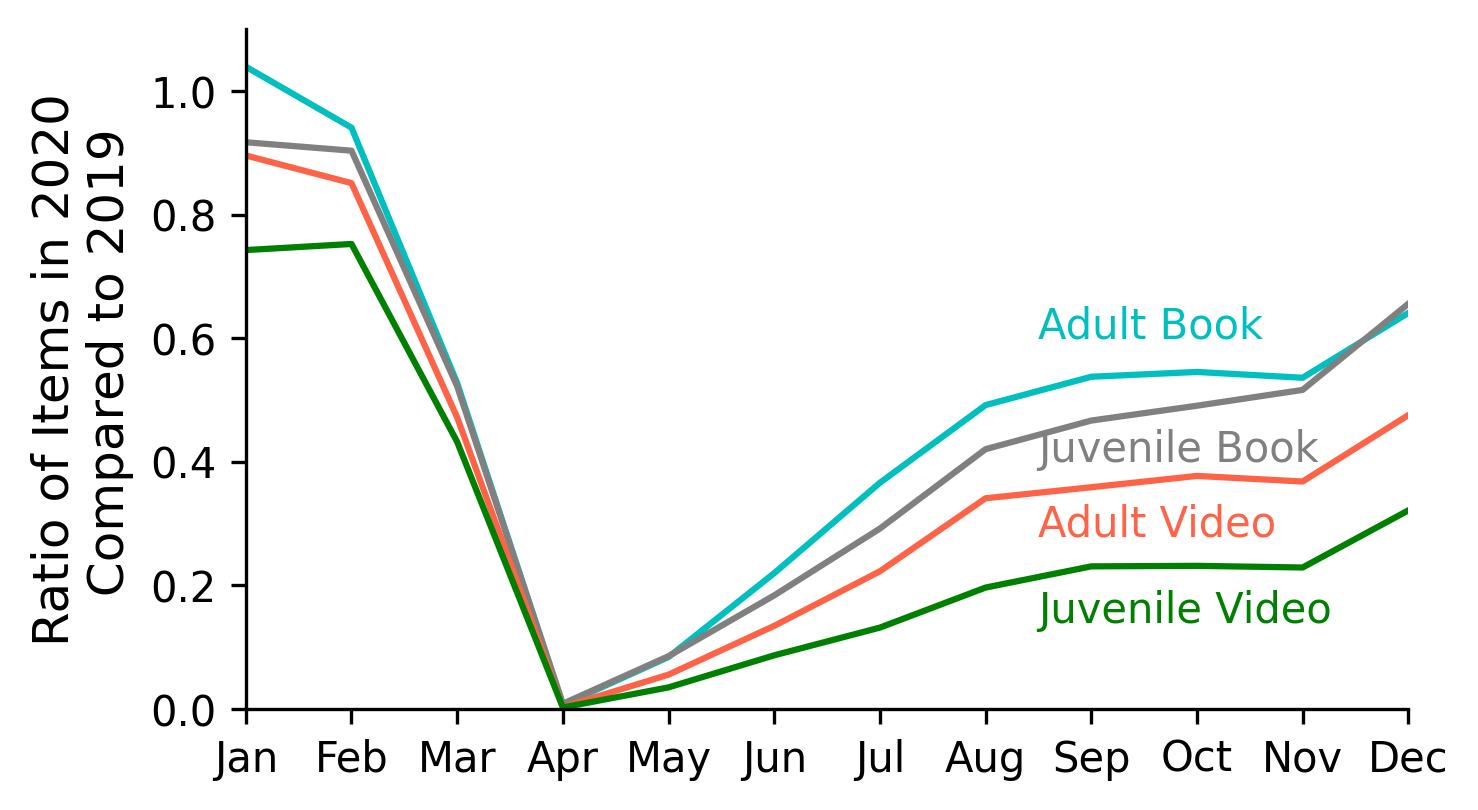 Ratio of Items in 2020
Compared to 2019
1.0
0.8
0.6
0.4
0.2
0.0
Adult Book
Juvenile Book
Adult Video
Juvenile Video
Jan Feb Mar Apr May Jun Jul Aug Sep Oct Nov Dec